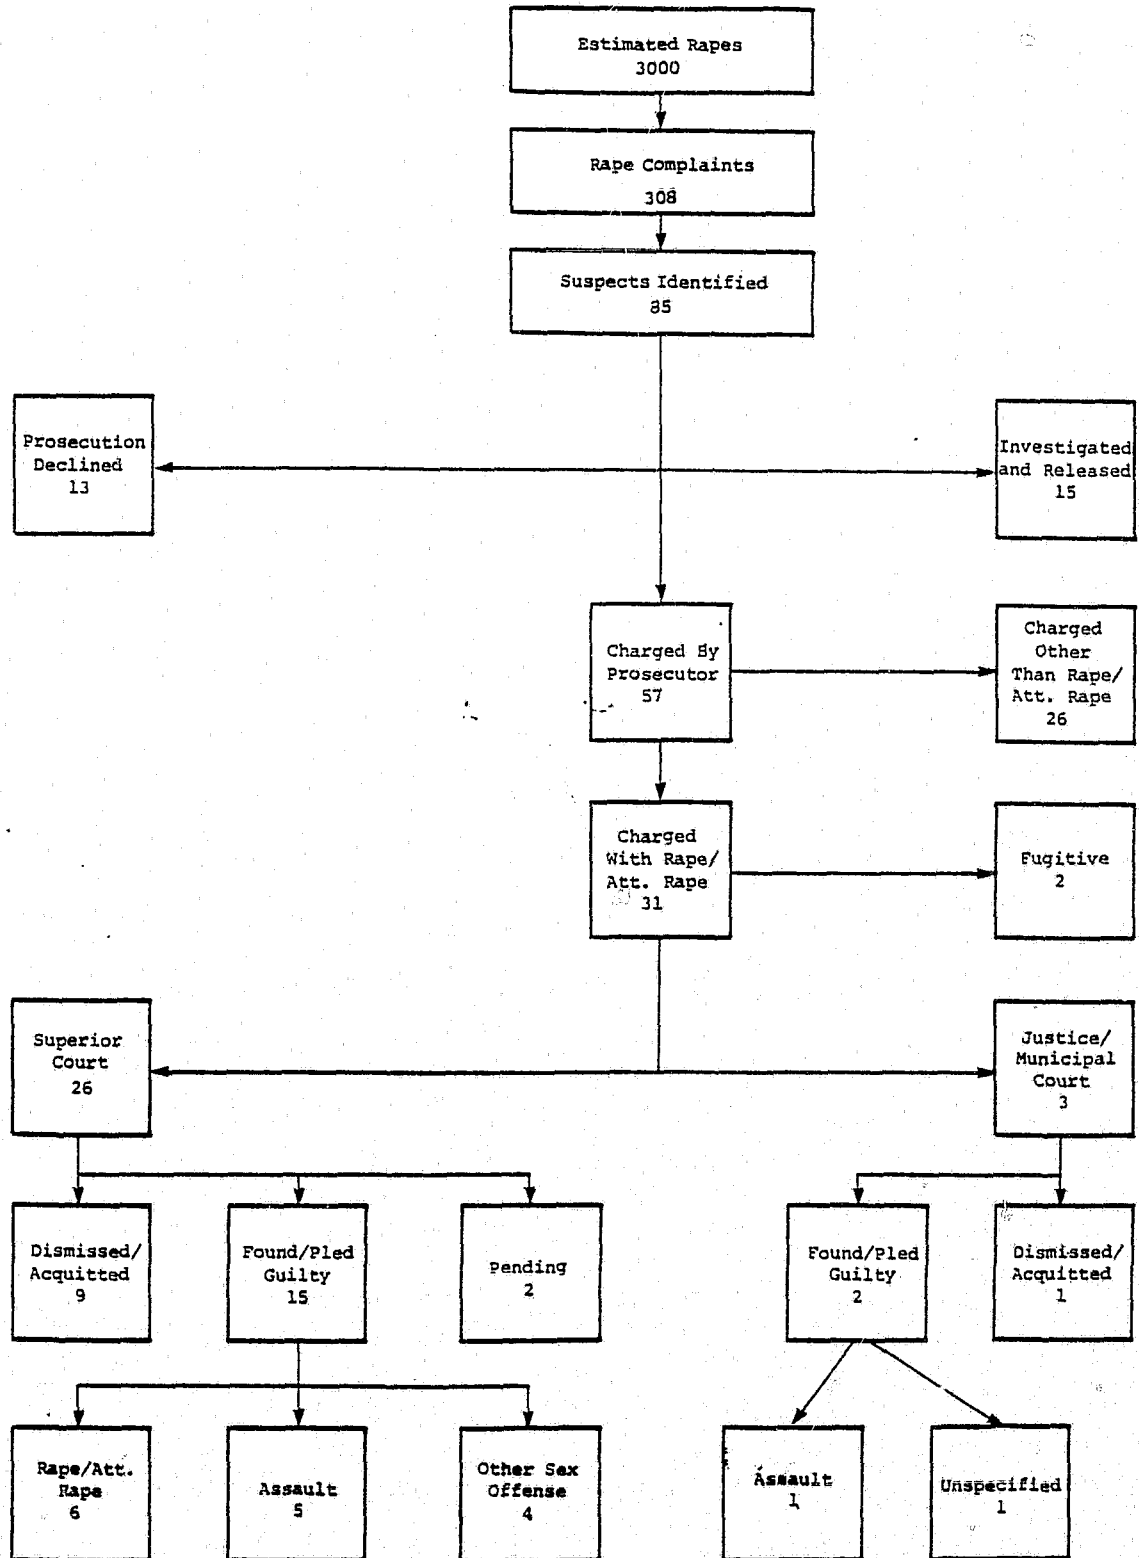 Estimated Rapes
3000
Rape Complaints
308
Suspects Identified
85
Prosecution
Declined
13
Investigated
and Released
15
Charged By
Prosecutor
57
Charged
Other
Than Rape/
Att. Rape
26
Charged
With Rape/
Att. Rape
31
Fugitive
2
Superior
Court
26
Justice/
Municipal
Court
3
Dismissed/
Acquitted
9
Found/Pled
Guilty
15
Pending
2
Found/Pled
Guilty
2
Dismissed/
Acquitted
1
Rape/Att.
Rape
6
Assault
5
Other Sex
Offense
4
Assault
1
Unspecified
1